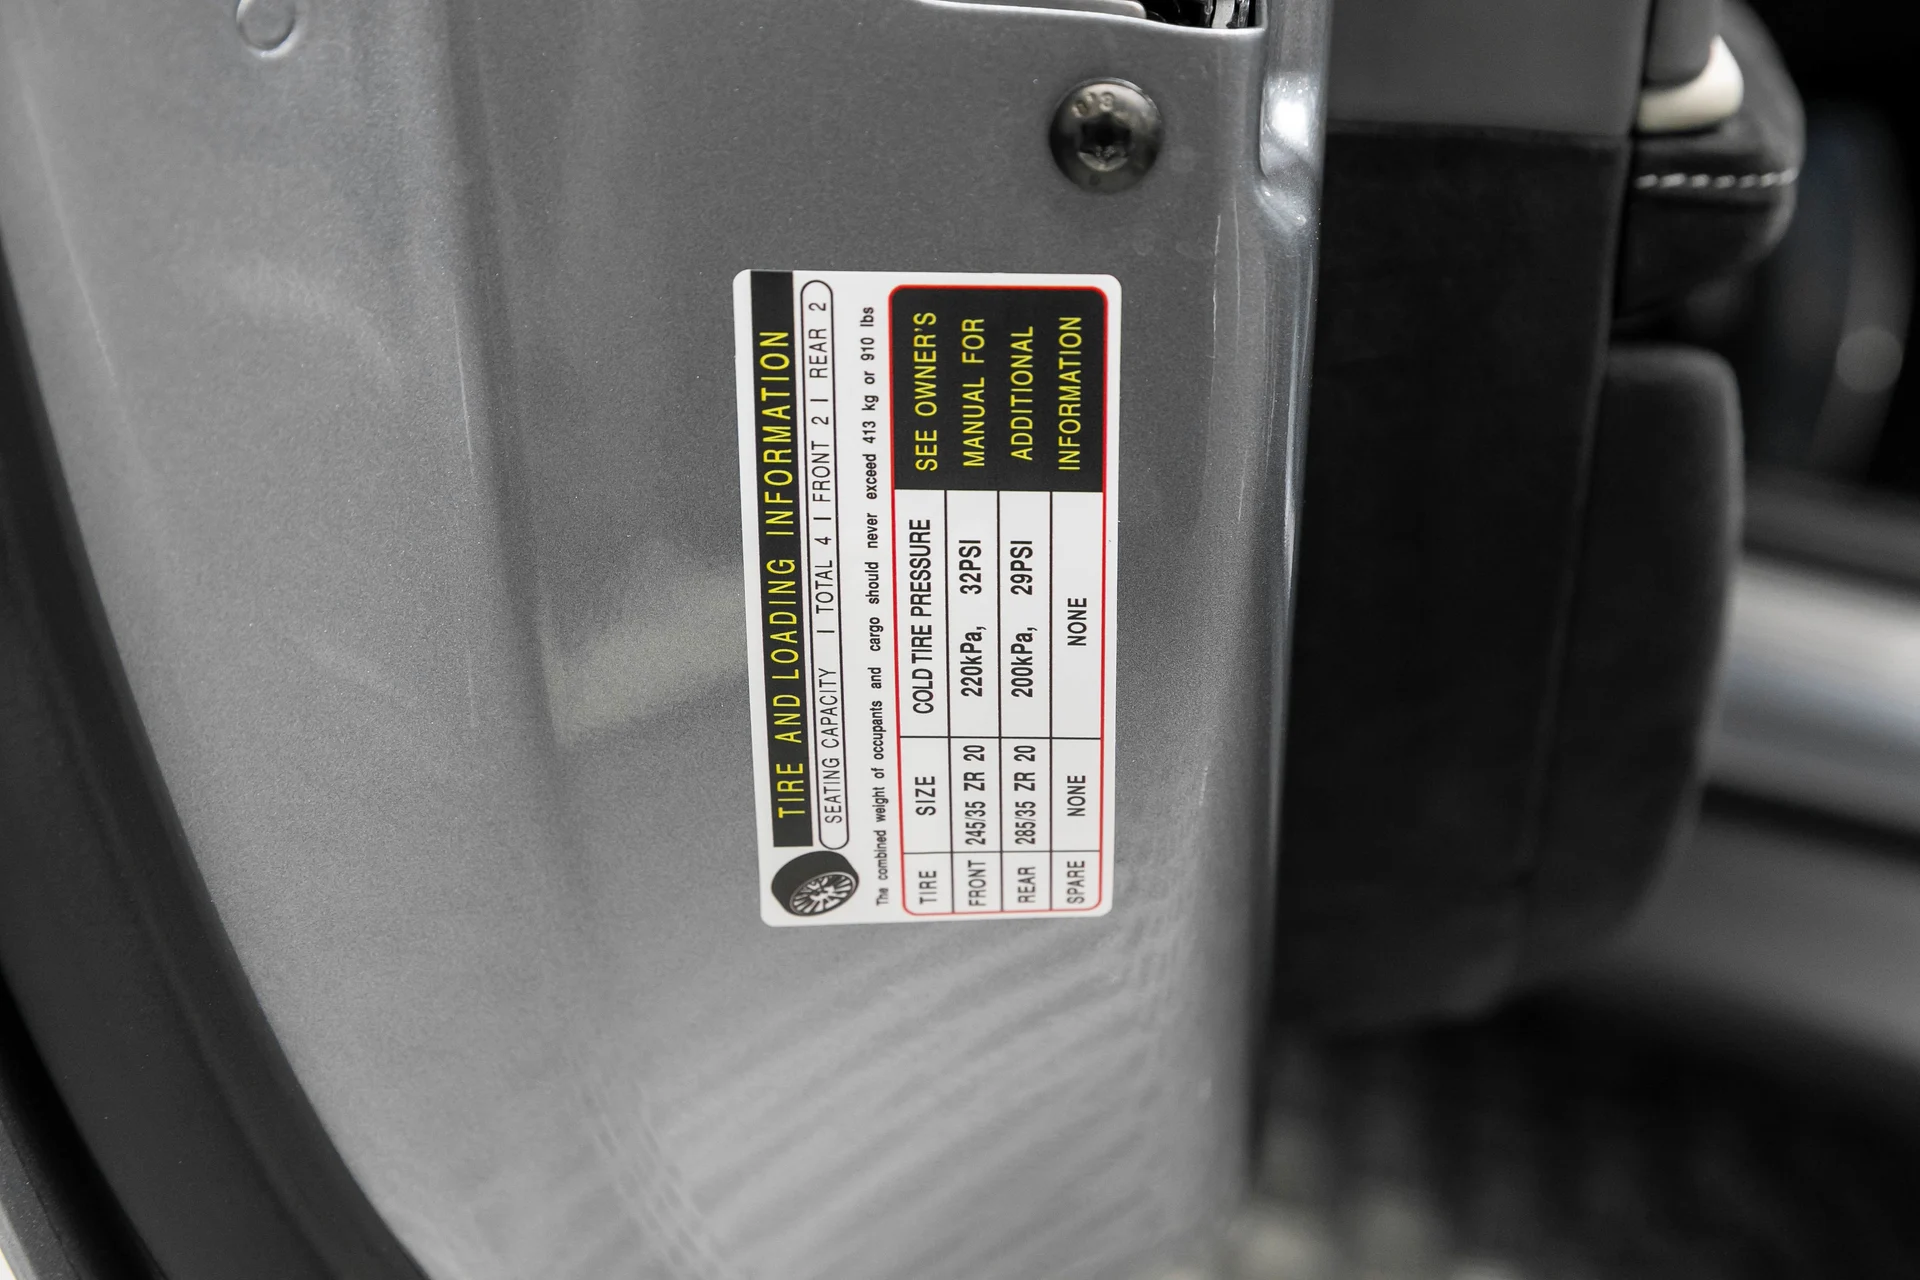 TIRE AND LOADING INFORMATION
SEATING CAPACITY | TOTAL 4 | FRONT 2 | REAR 2
The combined weight of occupants and cargo should never exceed 413 kg or 910 lbs
TIRE SIZE COLD TIRE PRESSURE
FRONT 245/35 ZR 20 220kPa, 32PSI
REAR 285/35 ZR 20 200kPa, 29PSI
SPARE NONE NONE
SEE OWNER'S
MANUAL FOR
ADDITIONAL
INFORMATION